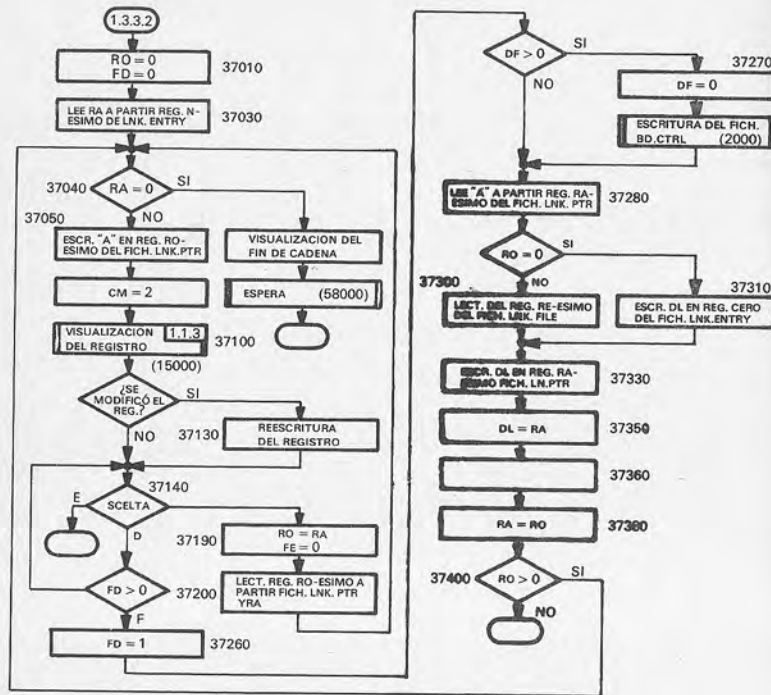 1.3.3.2
RO = 0
FD = 0
37010
LEE RA A PARTIR REG. N-
ESIMO DE LNK. ENTRY
37030
37040
RA = 0
SI
NO
37050
ESCR. "A" EN REG. RO-
ESIMO DEL FICH. LNK.PTR
VISUALIZACION DEL
FIN DE CADENA
CM = 2
ESPERA (58000)
VISUALIZACION
DEL REGISTRO
1.1.3
37100
(15000)
¿SE
MODIFICÓ EL
REG.?
SI
NO
37130
REESCRITURA
DEL REGISTRO
37140
E
SCELTA
D
37190
RO = RA
FE = 0
FD > 0
37200
LECT. REG. RO-ESIMO A
PARTIR FICH. LNK. PTR
YRA
F
FD = 1
37260
DF > 0
SI
NO
37270
DF = 0
ESCRITURA DEL FICH.
BD.CTRL (2000)
LEE "A" A PARTIR REG. RA-
ESIMO DEL FICH. LNK. PTR
37280
RO = 0
SI
NO
37300
LECT. DEL REG. RE-ESIMO
DEL FICH. LNK. FILE
37310
ESCR. DL EN REG. CERO
DEL FICH. LNK.ENTRY
ESCR. DL EN REG. RA-
ESIMO FICH. LN.PTR
37330
DL = RA
37350
37360
RA = RO
37380
37400
RO > 0
SI
NO